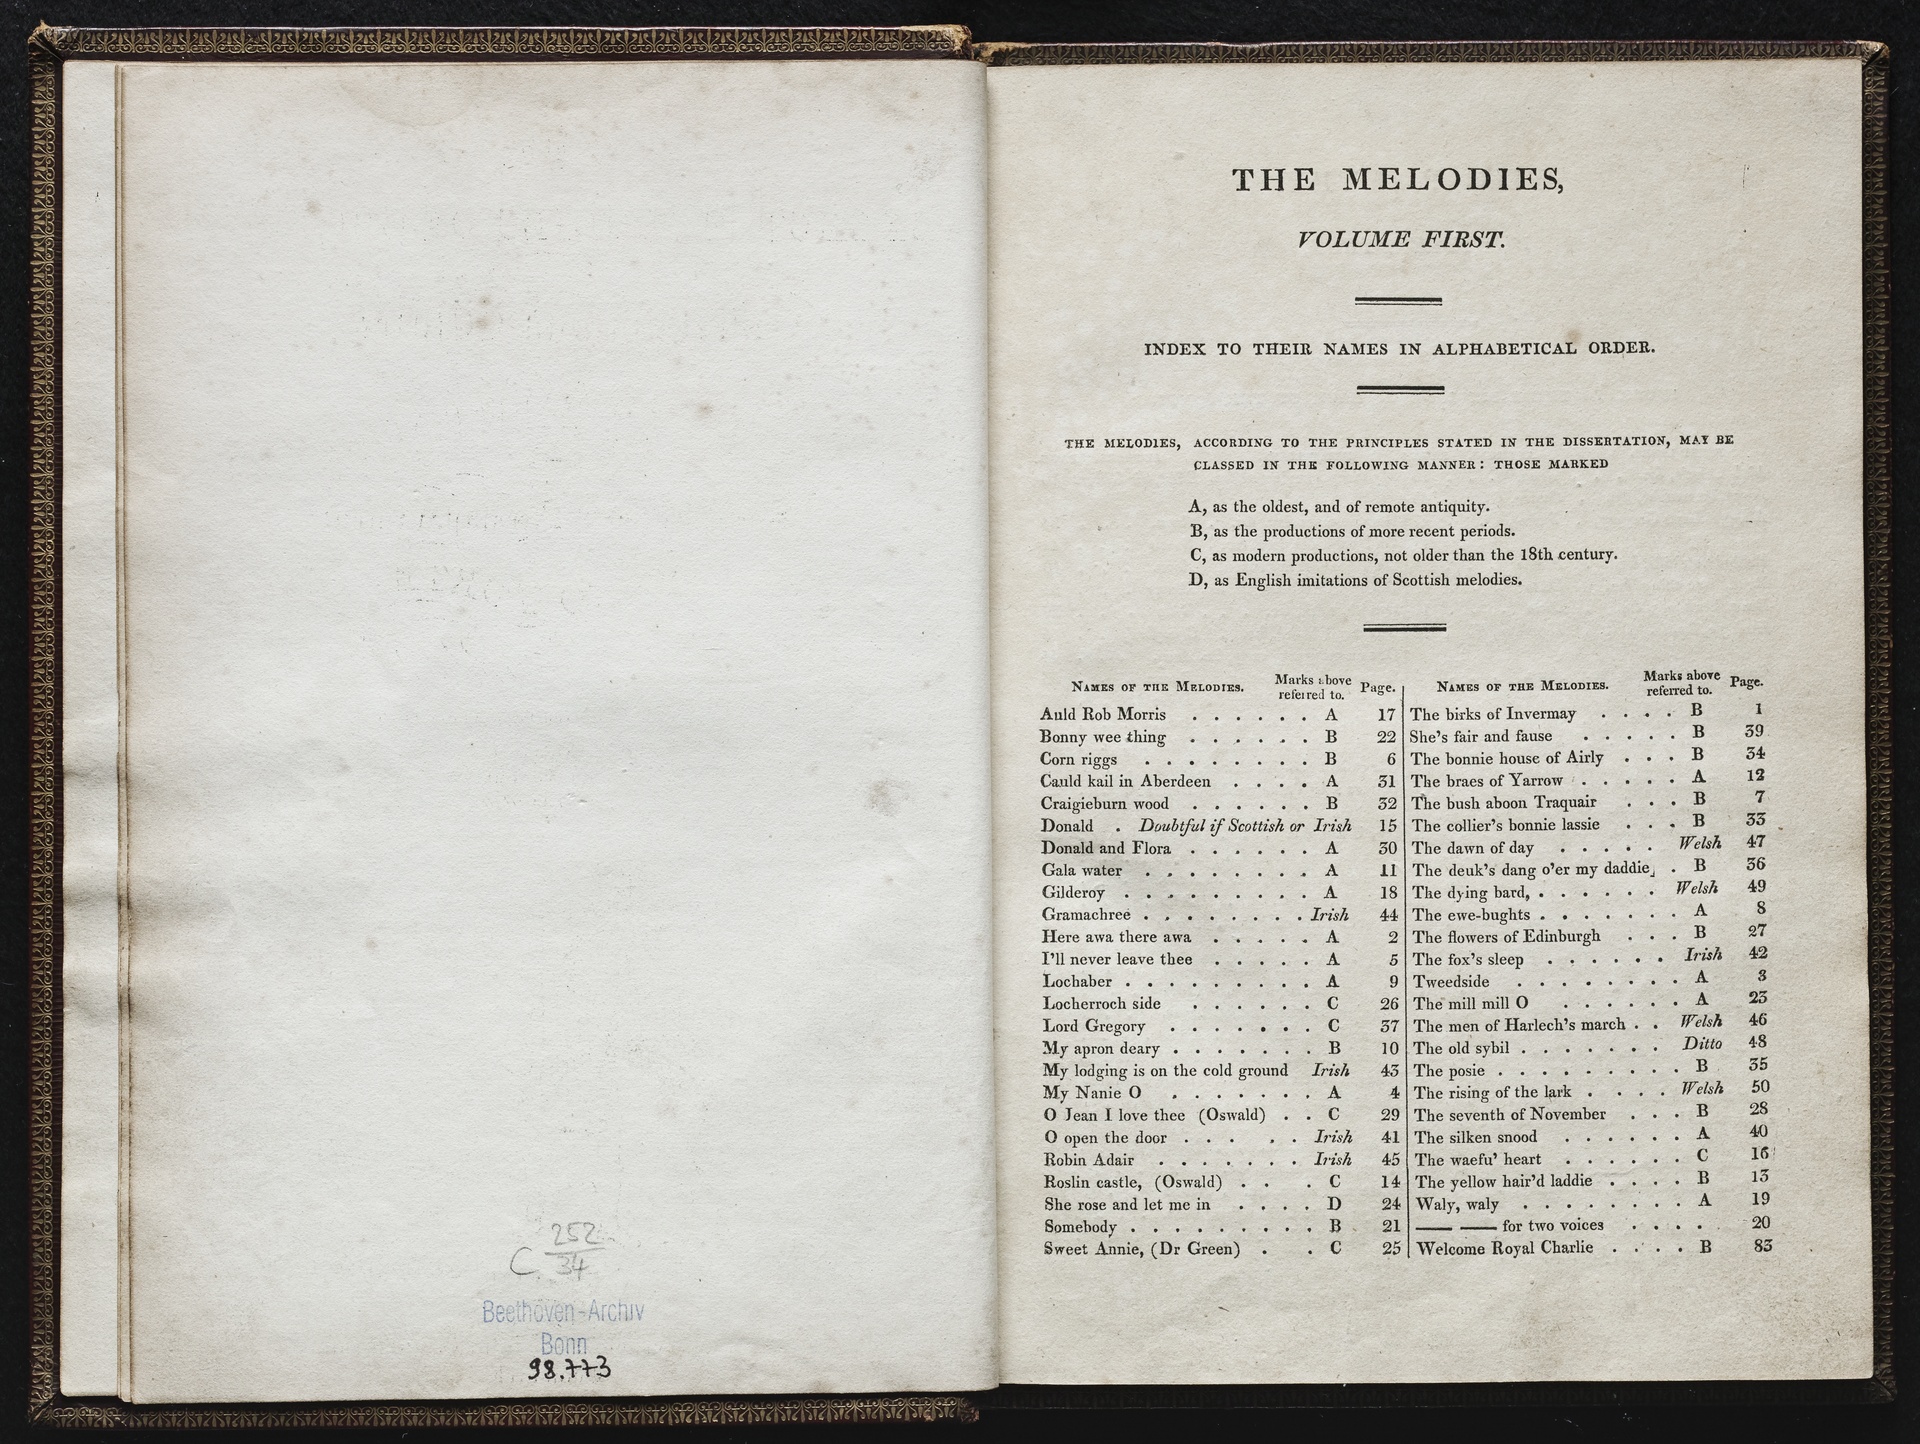 C. 252
34
Beethoven-Archiv
Bonn
98.773
THE MELODIES,
VOLUME FIRST.
INDEX TO THEIR NAMES IN ALPHABETICAL ORDER.
THE MELODIES, ACCORDING TO THE PRINCIPLES STATED IN THE DISSERTATION, MAY BE
CLASSED IN THE FOLLOWING MANNER: THOSE MARKED
A, as the oldest, and of remote antiquity.
B, as the productions of more recent periods.
C, as modern productions, not older than the 18th century.
D, as English imitations of Scottish melodies.
NAMES OF THE MELODIES. Marks above referred to. Page.
Auld Rob Morris . . . . . . A 17
Bonny wee thing . . . . . . B 22
Corn riggs . . . . . . . . B 6
Cauld kail in Aberdeen . . . . A 31
Craigieburn wood . . . . . . B 32
Donald . Doubtful if Scottish or Irish 15
Donald and Flora . . . . . . A 30
Gala water . . . . . . . . A 11
Gilderoy . . . . . . . . . A 18
Gramachree . . . . . . . . Irish 44
Here awa there awa . . . . . A 2
I'll never leave thee . . . . . A 5
Lochaber . . . . . . . . . A 9
Locherroch side . . . . . . C 26
Lord Gregory . . . . . . . C 37
My apron deary . . . . . . . B 10
My lodging is on the cold ground Irish 43
My Nanie O . . . . . . . A 4
O Jean I love thee (Oswald) . . C 29
O open the door . . . . . Irish 41
Robin Adair . . . . . . . Irish 45
Roslin castle, (Oswald) . . . C 14
She rose and let me in . . . . D 24
Somebody . . . . . . . . . B 21
Sweet Annie, (Dr Green) . . C 25
NAMES OF THE MELODIES. Marks above referred to. Page.
The birks of Invermay . . . . B 1
She's fair and fause . . . . . B 39
The bonnie house of Airly . . . B 34
The braes of Yarrow . . . . . A 12
The bush aboon Traquair . . . B 7
The collier's bonnie lassie . . . B 33
The dawn of day . . . . . Welsh 47
The deuk's dang o'er my daddie, . B 36
The dying bard, . . . . . . Welsh 49
The ewe-bughts . . . . . . . A 8
The flowers of Edinburgh . . . B 27
The fox's sleep . . . . . . Irish 42
Tweedside . . . . . . . . A 3
The mill mill O . . . . . . A 23
The men of Harlech's march . . Welsh 46
The old sybil . . . . . . . Ditto 48
The posie . . . . . . . . . B 35
The rising of the lark . . . . Welsh 50
The seventh of November . . . B 28
The silken snood . . . . . . A 40
The waefu' heart . . . . . . C 16
The yellow hair'd laddie . . . . B 13
Waly, waly . . . . . . . . A 19
—— —— for two voices . . . . 20
Welcome Royal Charlie . . . . B 83